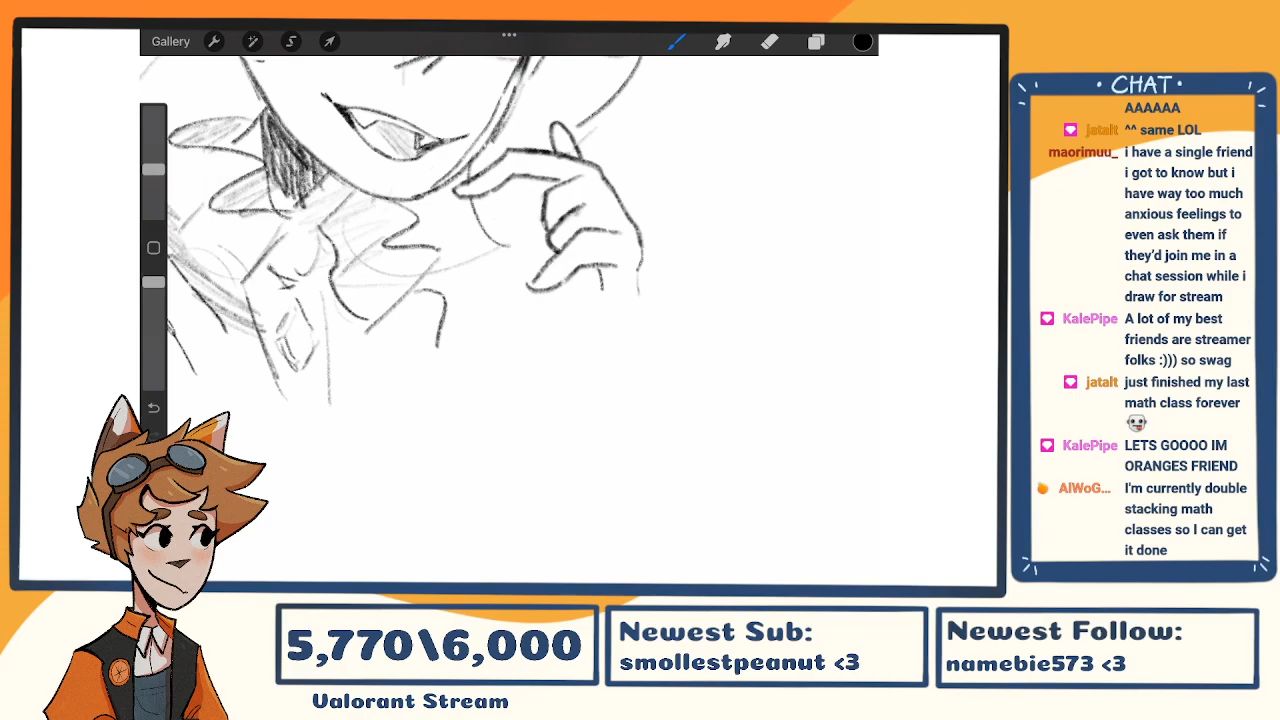 Gallery
• CHAT •
AAAAAA
jatalt ^^ same LOL
maorimuu_ i have a single friend
i got to know but i
have way too much
anxious feelings to
even ask them if
they'd join me in a
chat session while i
draw for stream
KalePipe A lot of my best
friends are streamer
folks :))) so swag
jatalt just finished my last
math class forever
KalePipe LETS GOOOO IM
ORANGES FRIEND
AlWoG... I'm currently double
stacking math
classes so I can get
it done
5,770\6,000
Valorant Stream
Newest Sub:
smollestpeanut <3
Newest Follow:
namebie573 <3